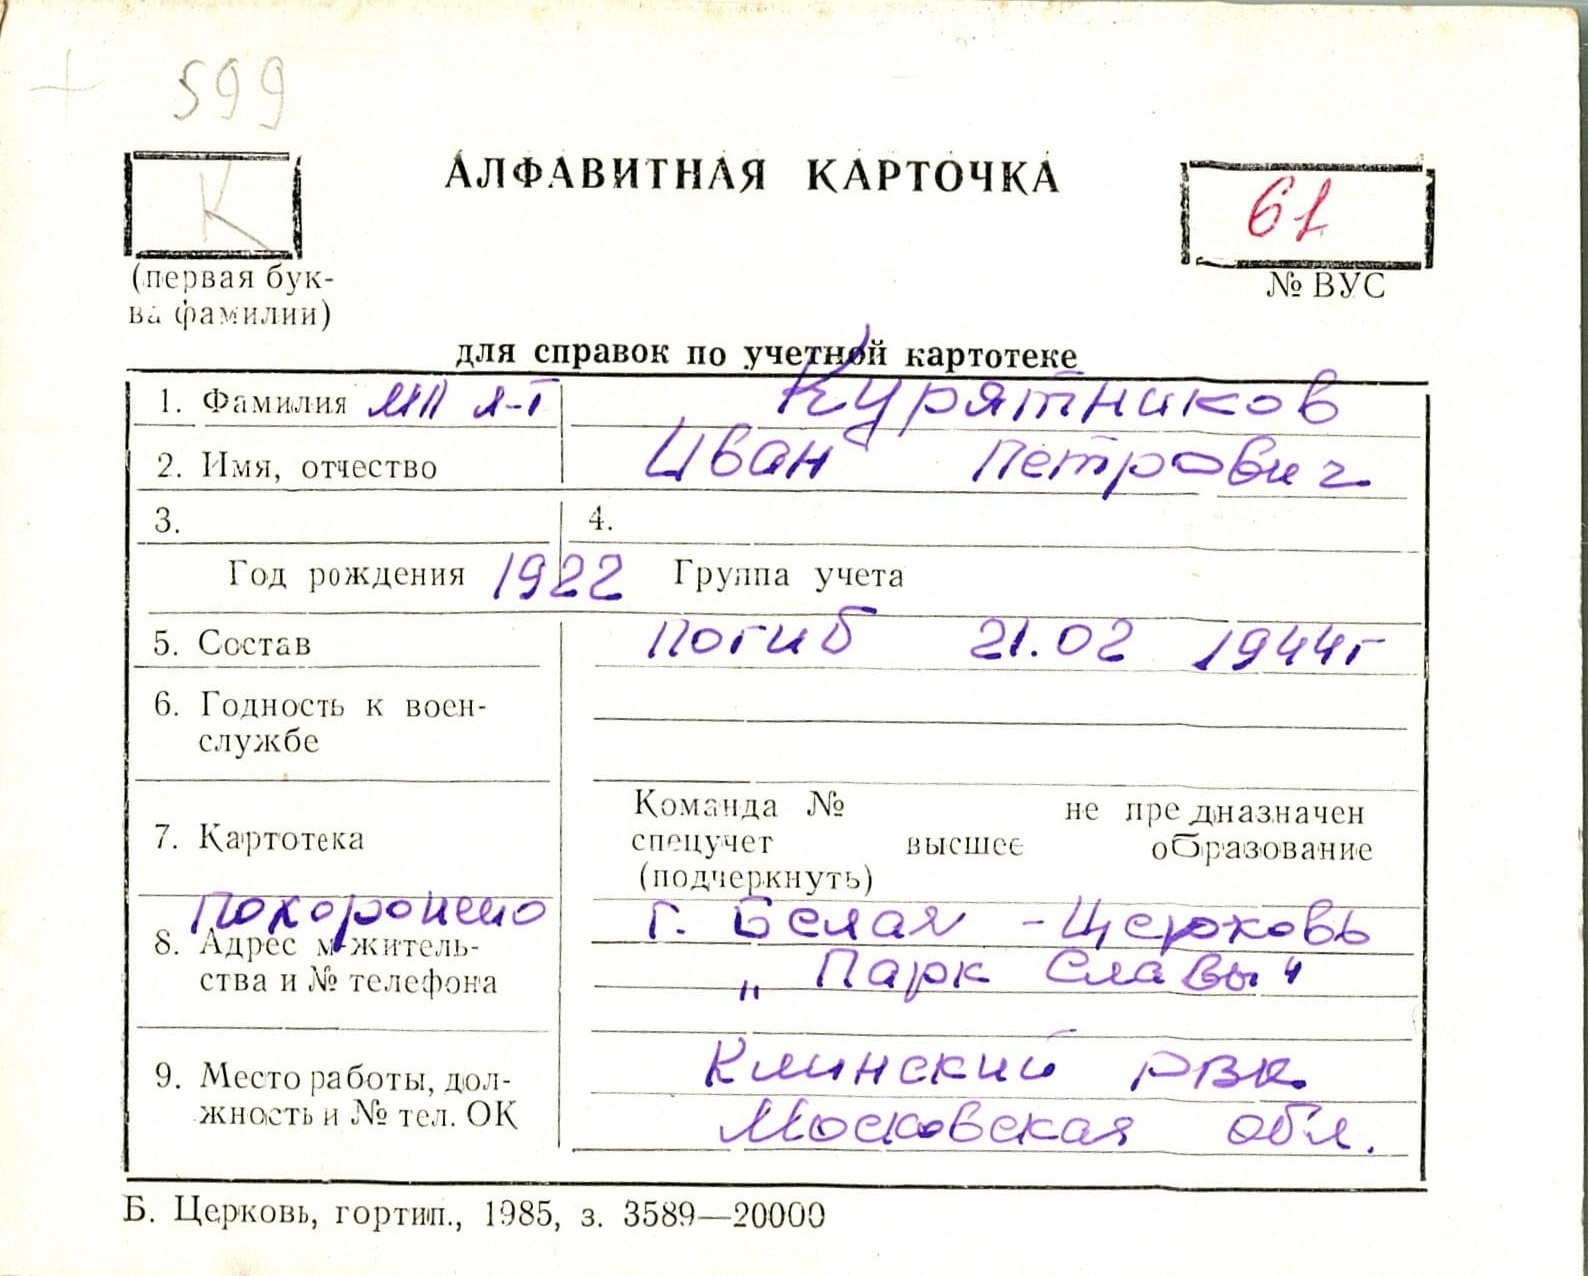 599
К
АЛФАВИТНАЯ КАРТОЧКА
61
(первая бук-
ва фамилии)
№ ВУС
для справок по учетной картотеке
1. Фамилия мл л-т Курятников
2. Имя, отчество Иван Петрович
3. 4.
Год рождения 1922 Группа учета
5. Состав Погиб 21.02 1944г
6. Годность к воен-
службе
7. Картотека
Команда № не предназначен
спецучет высшее образование
(подчеркнуть)
Похоронено г. Белая - Церковь
8. Адрес м-житель-
ства и № телефона
„ Парк Славы"
9. Место работы, дол-
жность и № тел. ОК
Клинский рвк
Московская обл.
Б. Церковь, гортип., 1985, з. 3589—20000